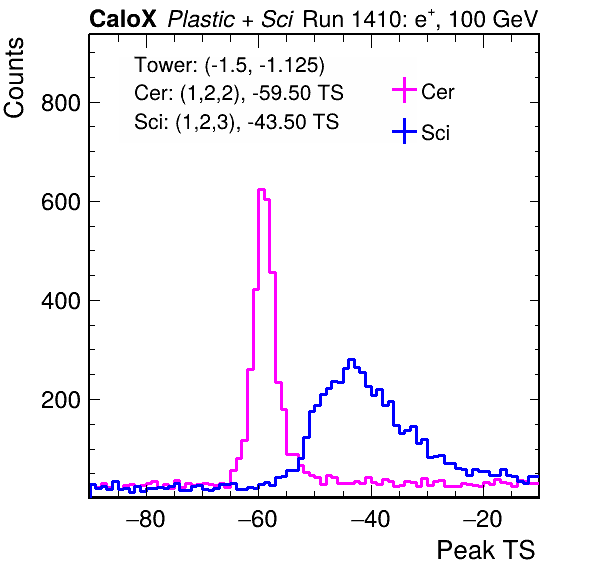 CaloX Plastic + Sci Run 1410: e+, 100 GeV
Counts
Tower: (-1.5, -1.125)
Cer: (1,2,2), -59.50 TS
Sci: (1,2,3), -43.50 TS
Cer
Sci
800
600
400
200
−80 −60 −40 −20
Peak TS